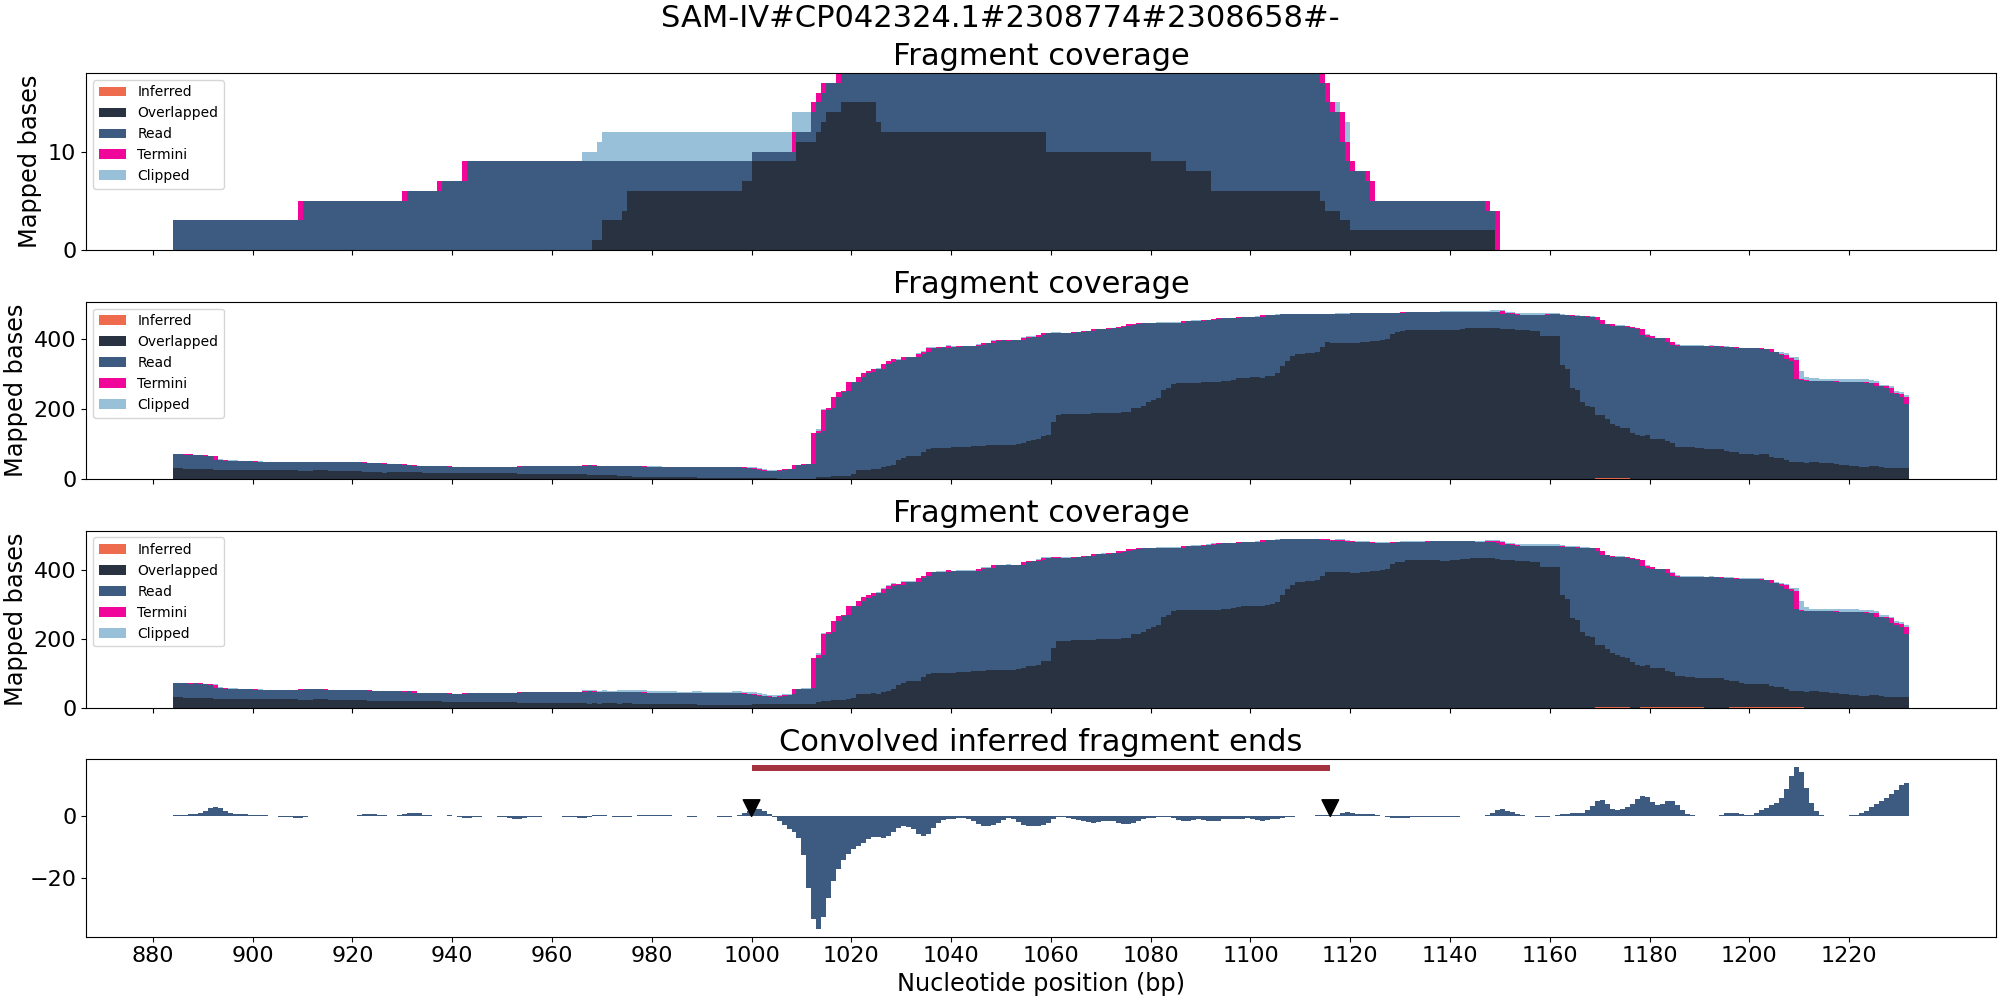 SAM-IV#CP042324.1#2308774#2308658#-
Fragment coverage
Mapped bases
10
0
Inferred
Overlapped
Read
Termini
Clipped
Fragment coverage
Mapped bases
400
200
0
Inferred
Overlapped
Read
Termini
Clipped
Fragment coverage
Mapped bases
400
200
0
Inferred
Overlapped
Read
Termini
Clipped
Convolved inferred fragment ends
0
−20
880 900 920 940 960 980 1000 1020 1040 1060 1080 1100 1120 1140 1160 1180 1200 1220
Nucleotide position (bp)